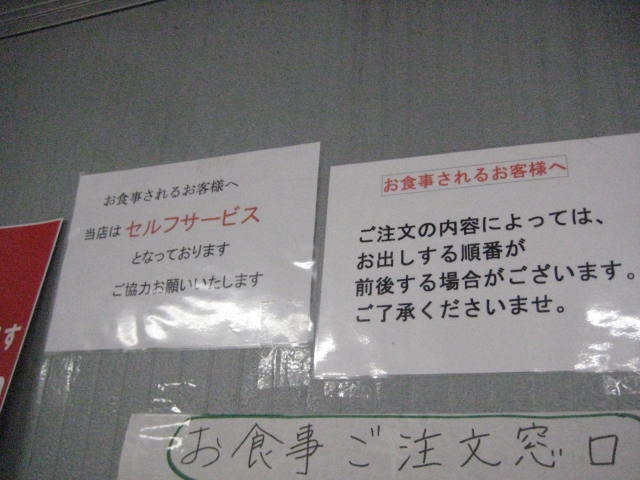 お食事されるお客様へ
当店は セルフサービス
となっております
ご協力お願いいたします
お食事されるお客様へ
ご注文の内容によっては、
お出しする順番が
前後する場合がございます。
ご了承くださいませ。
す
お食事ご注文窓口